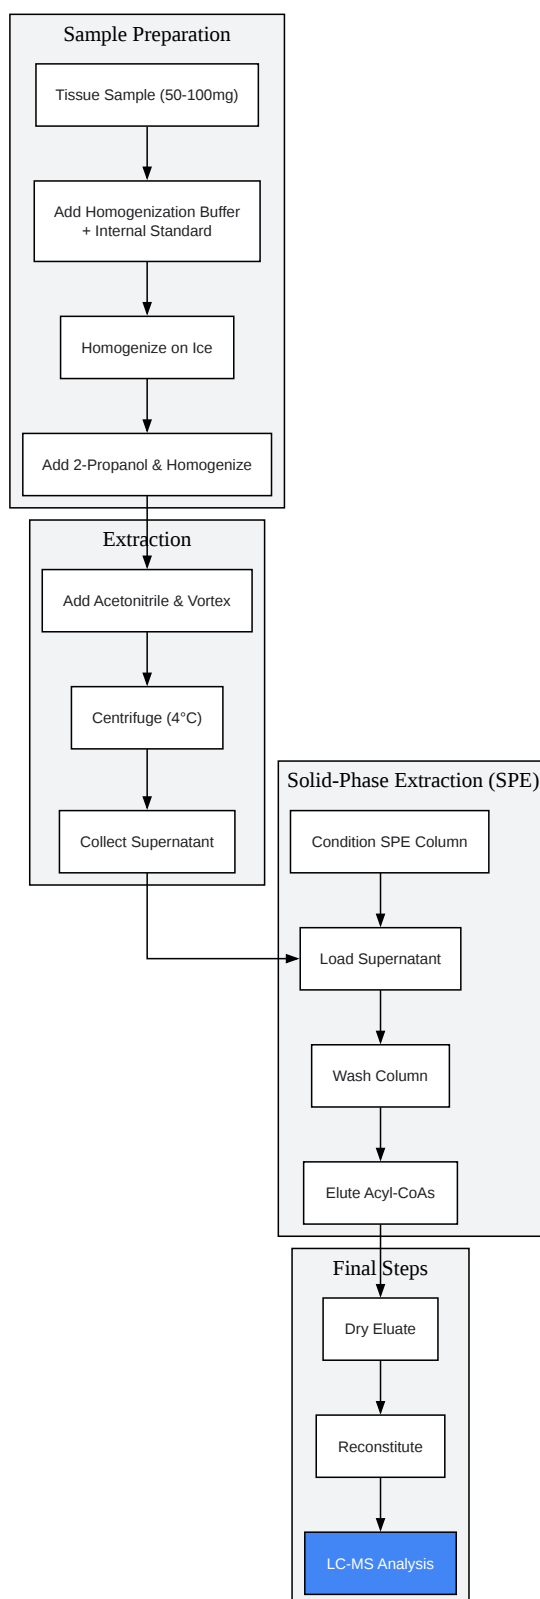 Sample Preparation
Tissue Sample (50-100mg)
Add Homogenization Buffer
+ Internal Standard
Homogenize on Ice
Add 2-Propanol & Homogenize
Extraction
Add Acetonitrile & Vortex
Centrifuge (4°C)
Collect Supernatant
Solid-Phase Extraction (SPE)
Condition SPE Column
Load Supernatant
Wash Column
Elute Acyl-CoAs
Final Steps
Dry Eluate
Reconstitute
LC-MS Analysis